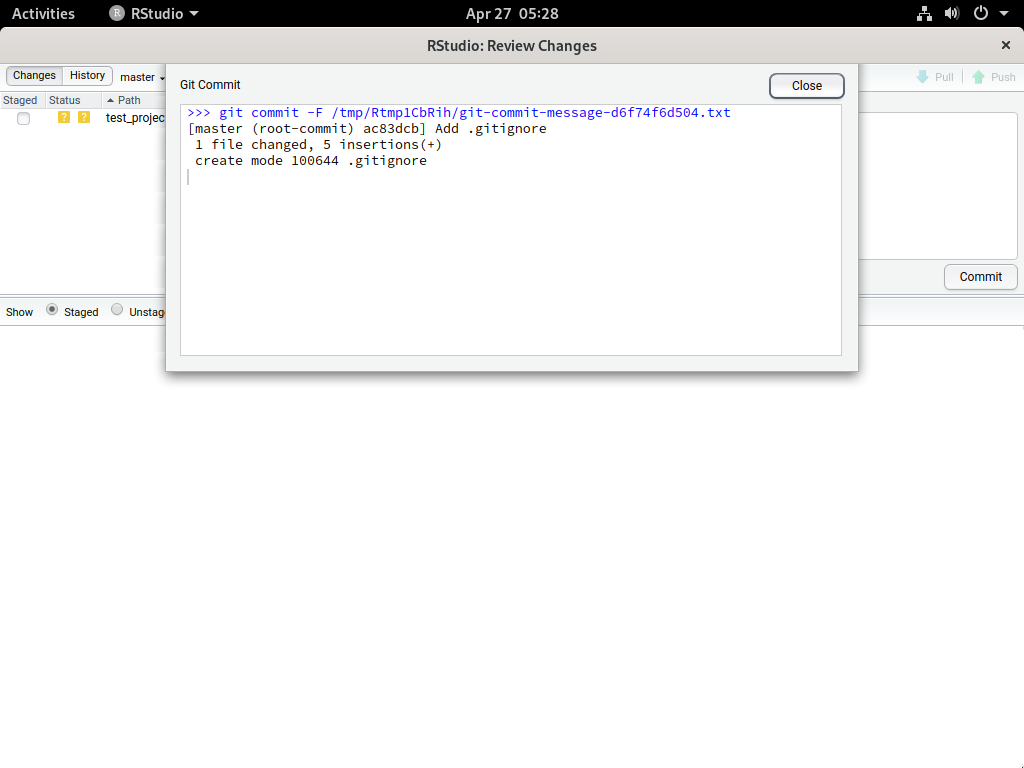 Activities
RStudio
Apr 27 05:28
RStudio: Review Changes
Changes
History
master
Pull
Push
Staged
Status
Path
test_projec
Git Commit
Close
>>> git commit -F /tmp/Rtmp1CbRih/git-commit-message-d6f74f6d504.txt
[master (root-commit) ac83dcb] Add .gitignore
1 file changed, 5 insertions(+)
create mode 100644 .gitignore
Commit
Show
Staged
Unstag